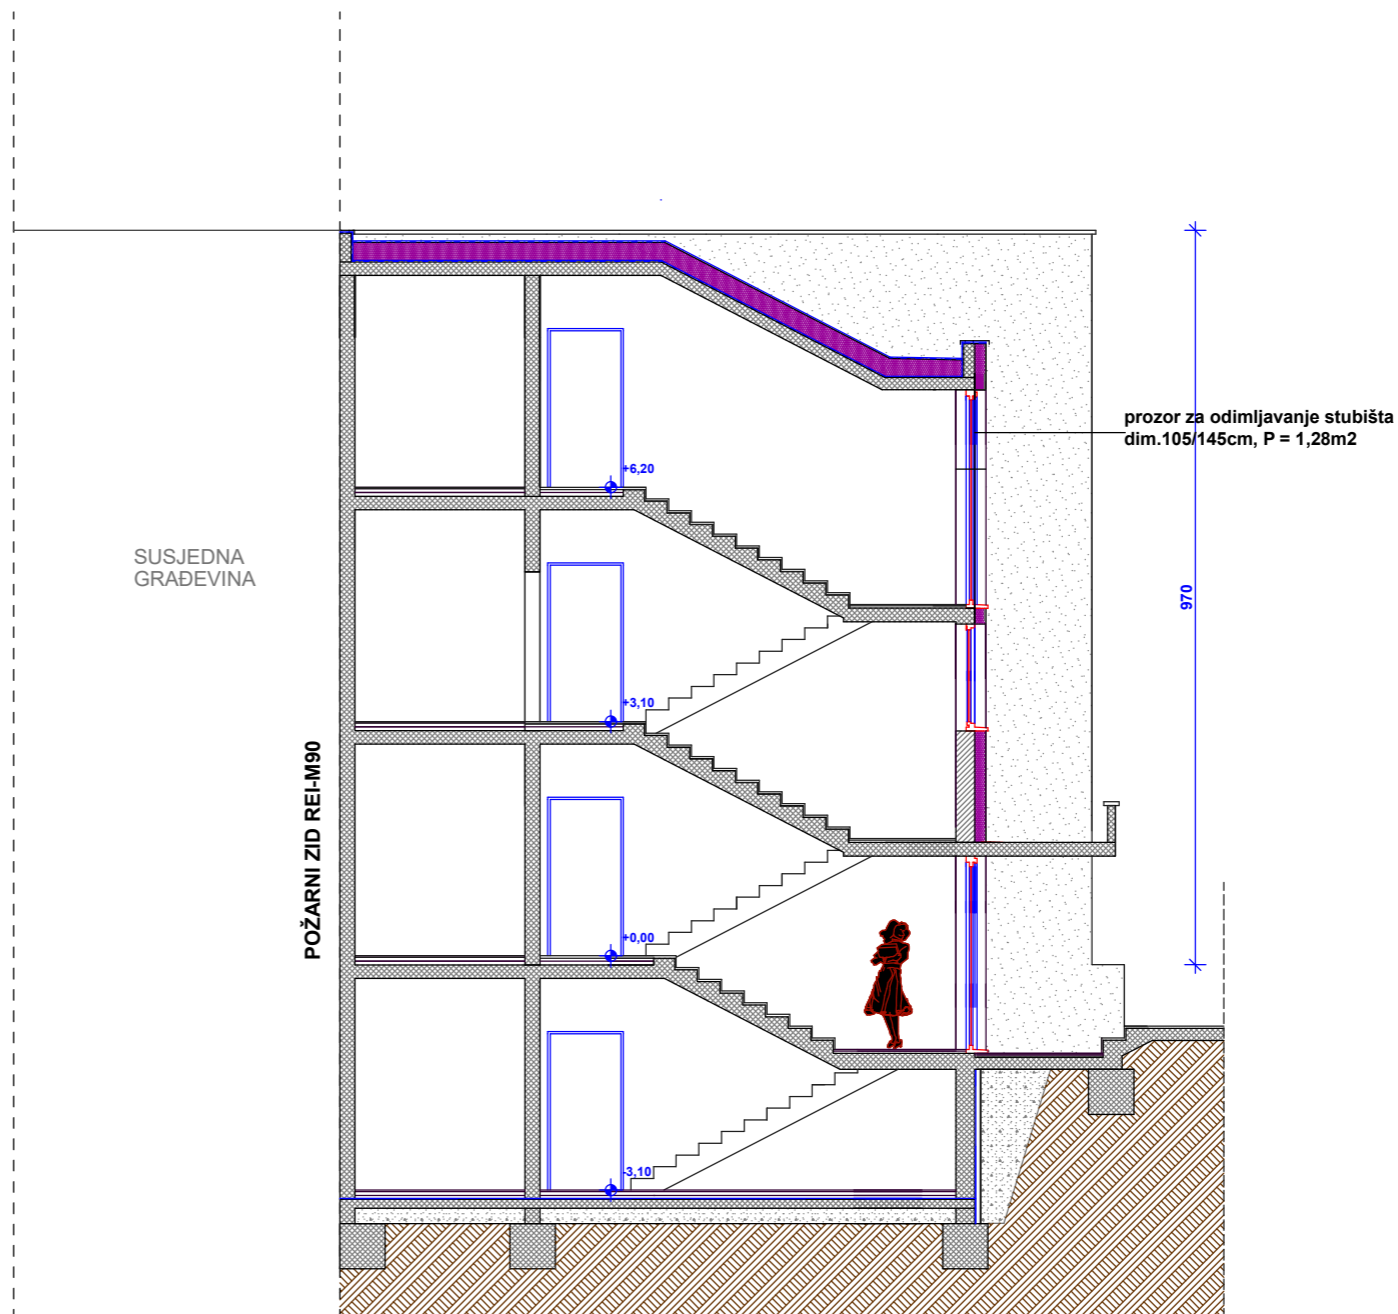 prozor za odimljavanje stubišta
dim.105/145cm, P = 1,28m2
+6,20
SUSJEDNA
GRAĐEVINA
970
+3,10
POŽARNI ZID REI-M90
+0,00
-3,10